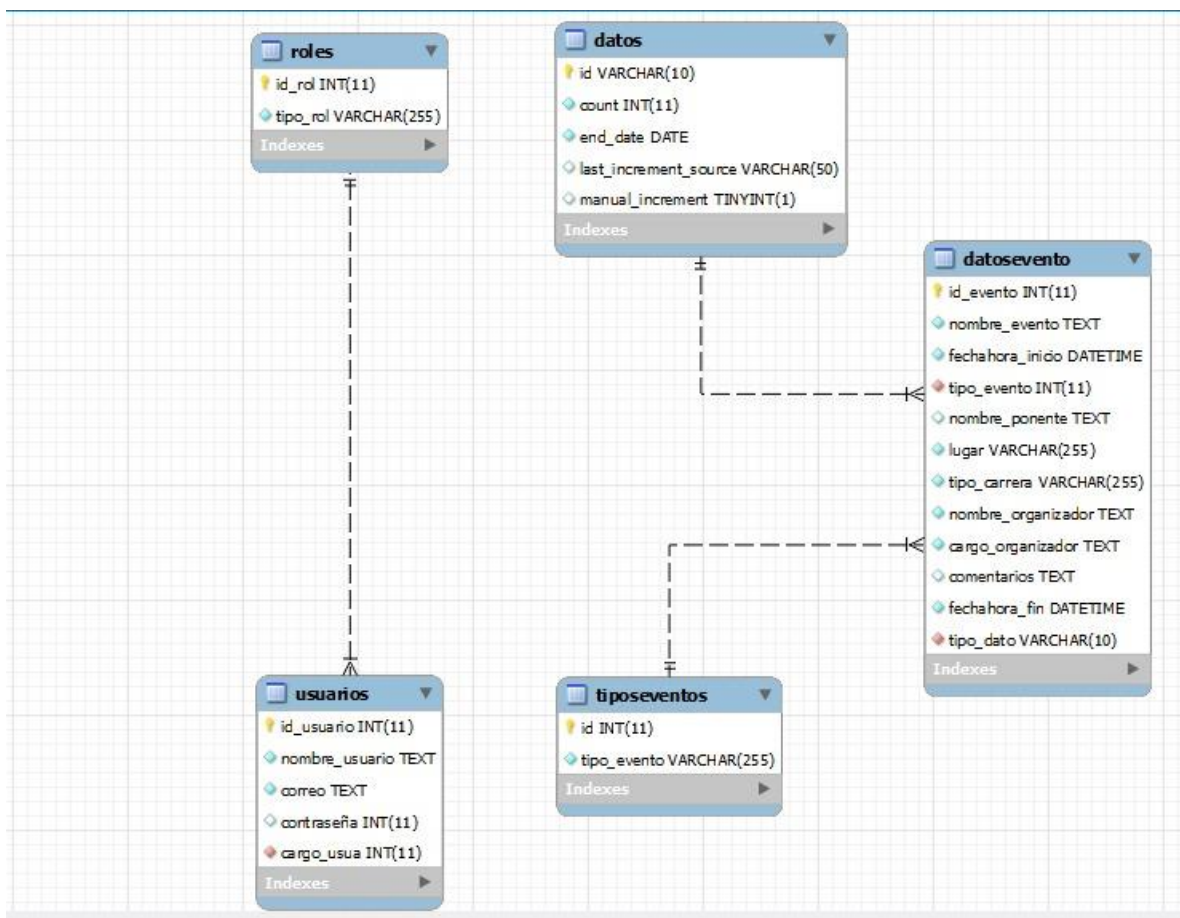 roles
id_rol INT(11)
tipo_rol VARCHAR(255)
Indexes
datos
id VARCHAR(10)
count INT(11)
end_date DATE
last_increment_source VARCHAR(50)
manual_increment TINYINT(1)
Indexes
datosevento
id_evento INT(11)
nombre_evento TEXT
fechahora_inicio DATETIME
tipo_evento INT(11)
nombre_ponente TEXT
lugar VARCHAR(255)
tipo_carrera VARCHAR(255)
nombre_organizador TEXT
cargo_organizador TEXT
comentarios TEXT
fechahora_fin DATETIME
tipo_dato VARCHAR(10)
Indexes
usuarios
id_usuario INT(11)
nombre_usuario TEXT
correo TEXT
contraseña INT(11)
cargo_usua INT(11)
Indexes
tiposeventos
id INT(11)
tipo_evento VARCHAR(255)
Indexes